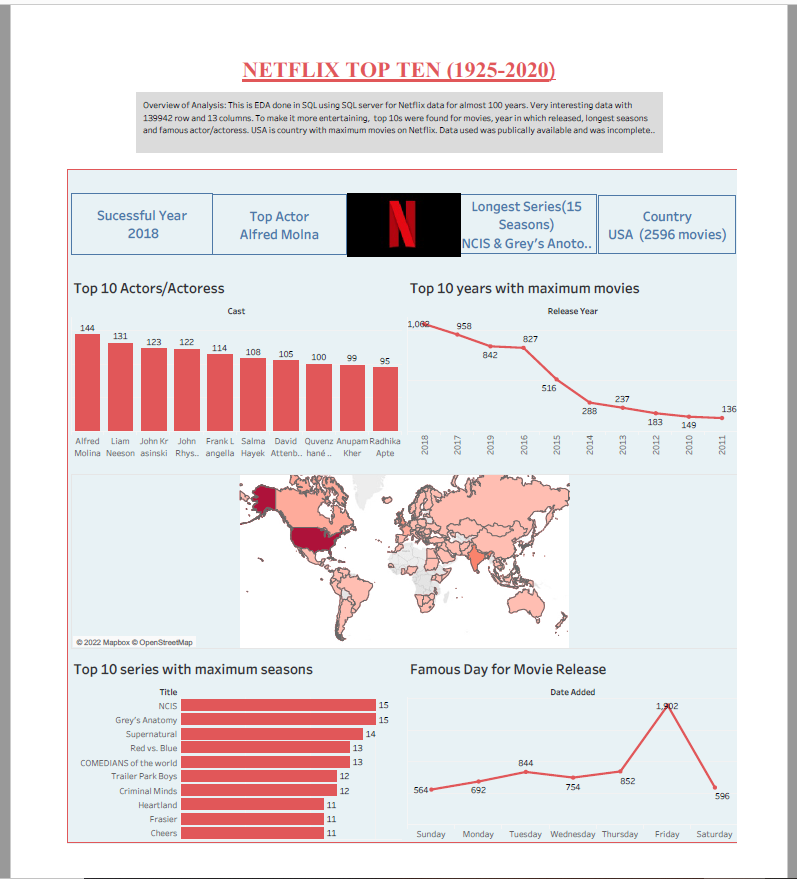 NETFLIX TOP TEN (1925-2020)
Overview of Analysis: This is EDA done in SQL using SQL server for Netflix data for almost 100 years. Very interesting data with
139942 row and 13 columns. To make it more entertaining, top 10s were found for movies, year in which released, longest seasons
and famous actor/actoress. USA is country with maximum movies on Netflix. Data used was publically available and was incomplete..
Sucessful Year
2018
Top Actor
Alfred Molna
N
Longest Series(15
Seasons)
NCIS & Grey's Anoto..
Country
USA (2596 movies)
Top 10 Actors/Actoress
Cast
144 131 123 122 114 108 105 100 99 95
Alfred Liam John Kr John Frank L Salma David Quvenz Anupam Radhika
Molina Neeson asinski Rhys.. angella Hayek Attenb.. hané .. Kher Apte
Top 10 years with maximum movies
Release Year
958 842 827 516 288 237 183 149 136
2018 2017 2019 2016 2015 2014 2013 2012 2010 2011
© 2022 Mapbox © OpenStreetMap
Top 10 series with maximum seasons
Title
NCIS 15
Grey's Anatomy 15
Supernatural 14
Red vs. Blue 13
COMEDIANS of the world 13
Trailer Park Boys 12
Criminal Minds 12
Heartland 11
Frasier 11
Cheers 11
Famous Day for Movie Release
Date Added
564 692 844 754 852 1,902 596
Sunday Monday Tuesday Wednesday Thursday Friday Saturday